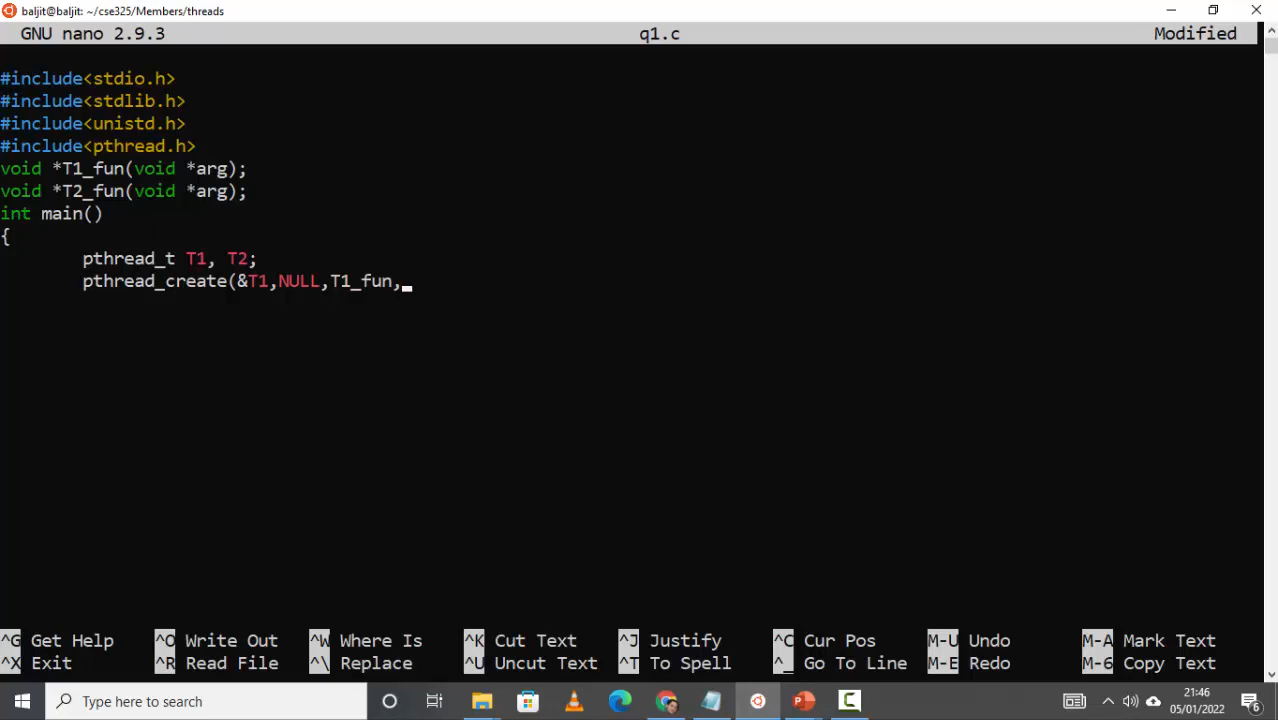 baljit@baljit: ~/cse325/Members/threads
GNU nano 2.9.3 q1.c Modified
#include<stdio.h>
#include<stdlib.h>
#include<unistd.h>
#include<pthread.h>
void *T1_fun(void *arg);
void *T2_fun(void *arg);
int main()
{
pthread_t T1, T2;
pthread_create(&T1,NULL,T1_fun,
^G Get Help ^O Write Out ^W Where Is ^K Cut Text ^J Justify ^C Cur Pos M-U Undo M-A Mark Text
^X Exit ^R Read File ^\ Replace ^U Uncut Text ^T To Spell ^_ Go To Line M-E Redo M-6 Copy Text
Type here to search
21:46
05/01/2022
6